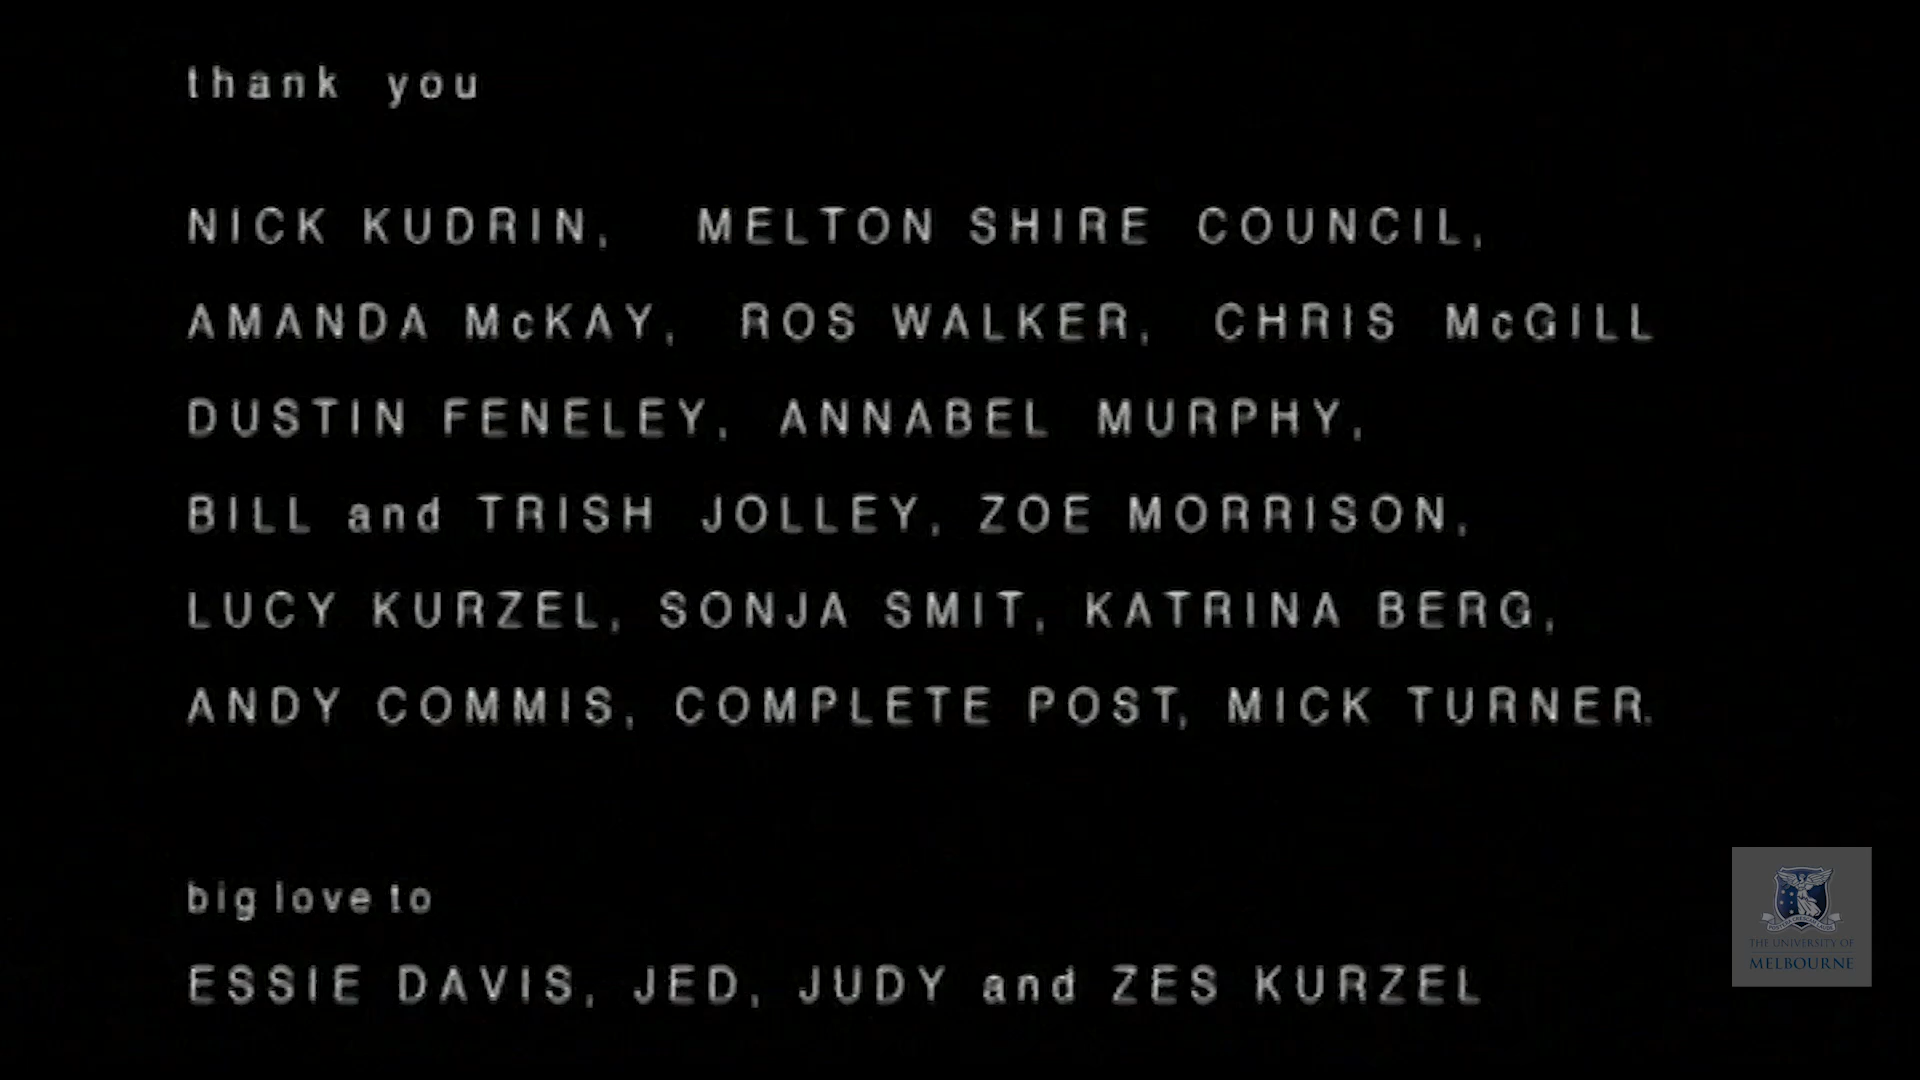 thank you
NICK KUDRIN, MELTON SHIRE COUNCIL,
AMANDA McKAY, ROS WALKER, CHRIS McGILL
DUSTIN FENELEY, ANNABEL MURPHY,
BILL and TRISH JOLLEY, ZOE MORRISON,
LUCY KURZEL, SONJA SMIT, KATRINA BERG,
ANDY COMMIS, COMPLETE POST, MICK TURNER.
big love to
ESSIE DAVIS, JED, JUDY and ZES KURZEL
THE UNIVERSITY OF
MELBOURNE